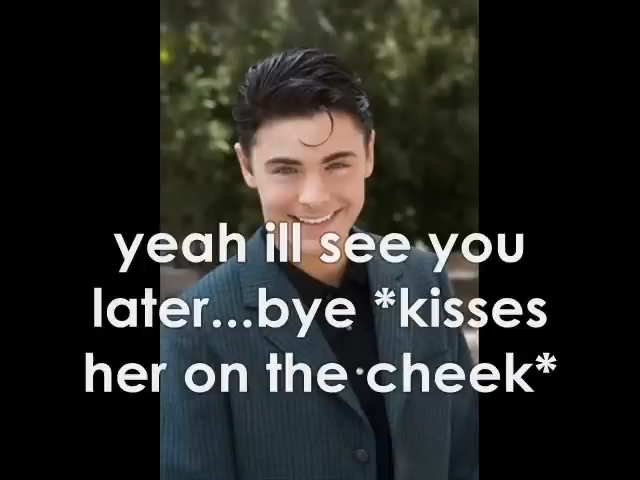 yeah ill see you
later...bye *kisses
her on the cheek*